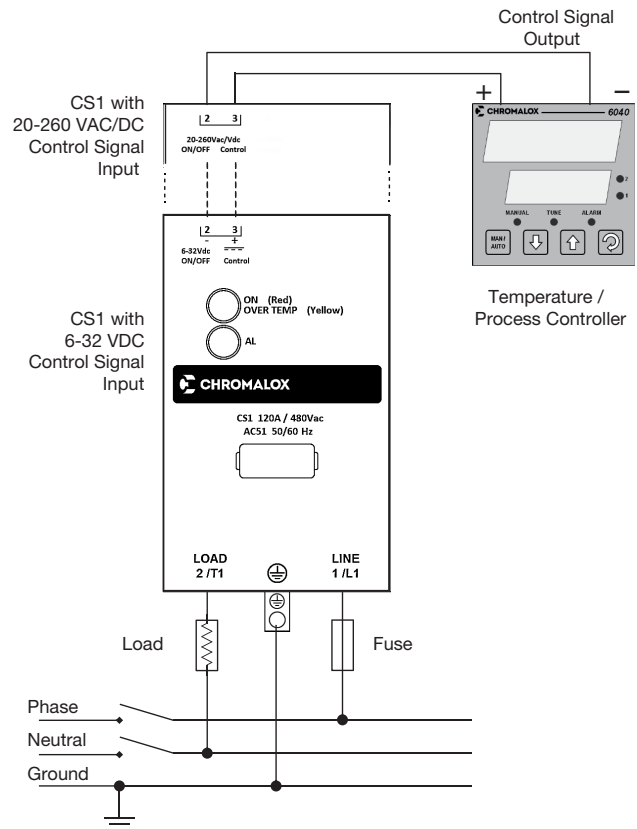 Control Signal
Output
CS1 with
20-260 VAC/DC
Control Signal
Input
2 3
20-260Vac/Vdc
ON/OFF Control
+ −
CHROMALOX 6040
2
1
MANUAL TUNE ALARM
MAN/
AUTO
Temperature /
Process Controller
2 3
- +
6-32Vdc
ON/OFF Control
CS1 with
6-32 VDC
Control Signal
Input
ON (Red)
OVER TEMP (Yellow)
AL
CHROMALOX
CS1 120A / 480Vac
AC51 50/60 Hz
LOAD
2 /T1
LINE
1 /L1
Load
Fuse
Phase
Neutral
Ground